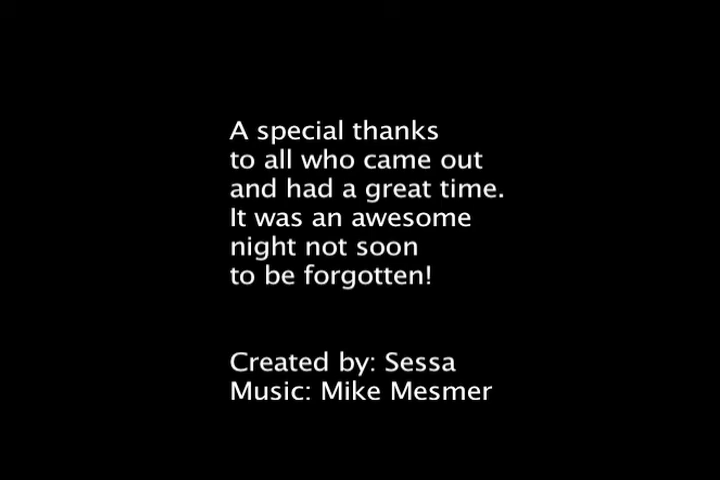 A special thanks
to all who came out
and had a great time.
It was an awesome
night not soon
to be forgotten!
Created by: Sessa
Music: Mike Mesmer